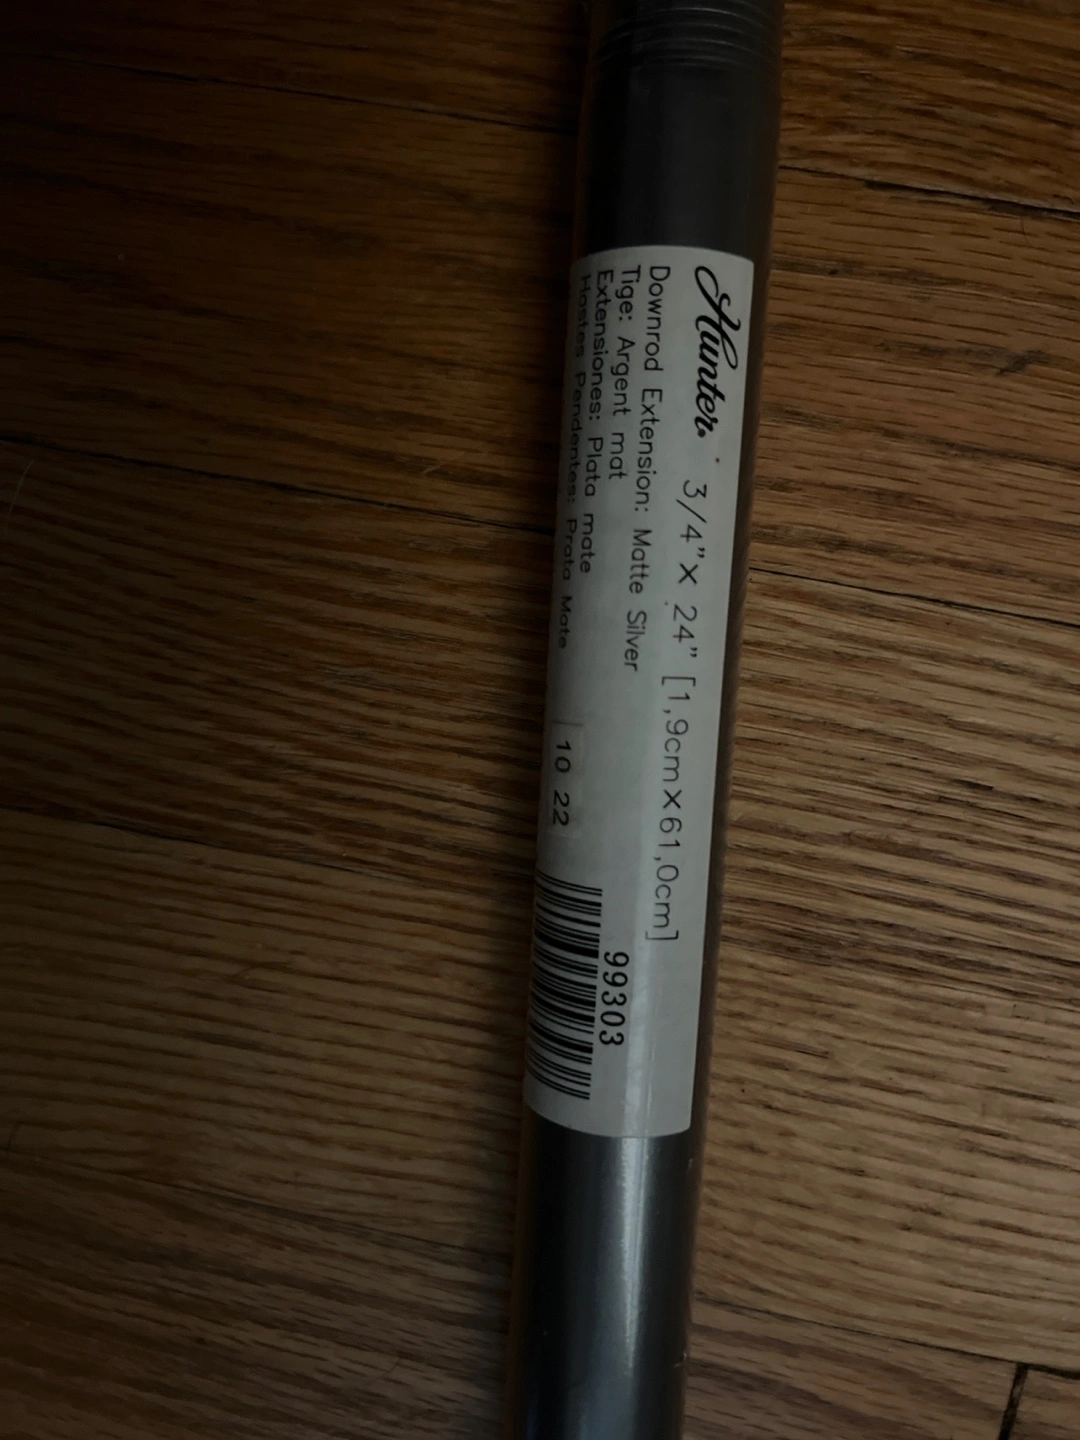 Hunter® 3/4" X 24" [1,9cm X 61,0cm]
Downrod Extension: Matte Silver
Tige: Argent mat
Extensiones: Plata mate
Hastes Pendentes: Prata Mate
10 22
99303